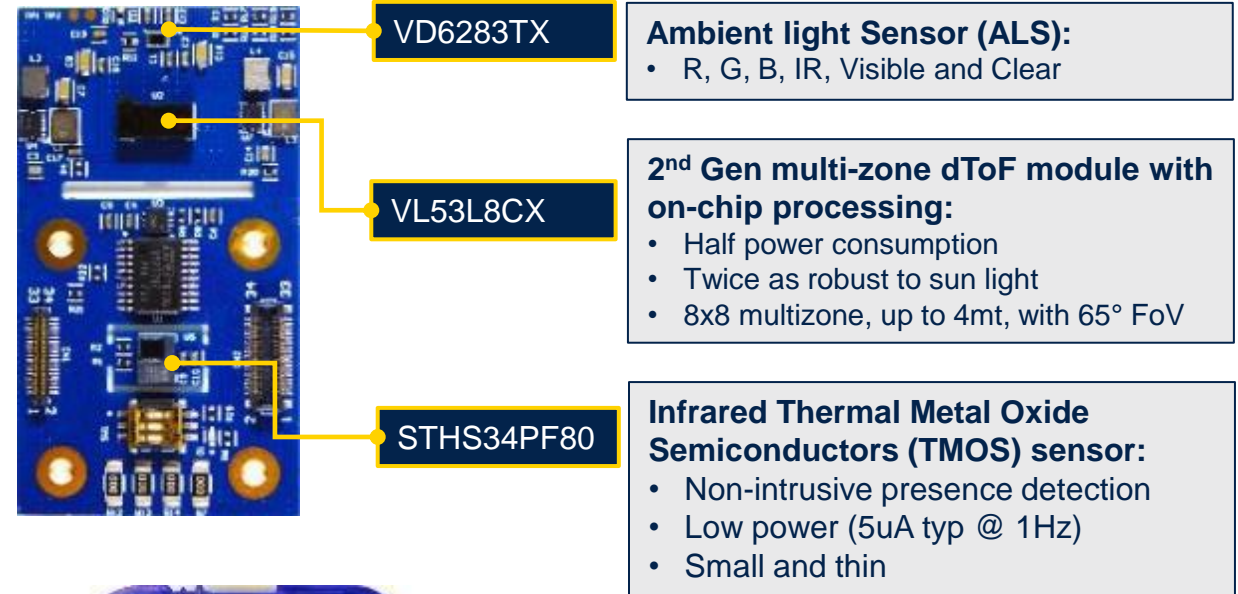 VD6283TX
Ambient light Sensor (ALS):
• R, G, B, IR, Visible and Clear
VL53L8CX
2nd Gen multi-zone dToF module with
on-chip processing:
• Half power consumption
• Twice as robust to sun light
• 8x8 multizone, up to 4mt, with 65° FoV
STHS34PF80
Infrared Thermal Metal Oxide
Semiconductors (TMOS) sensor:
• Non-intrusive presence detection
• Low power (5uA typ @ 1Hz)
• Small and thin